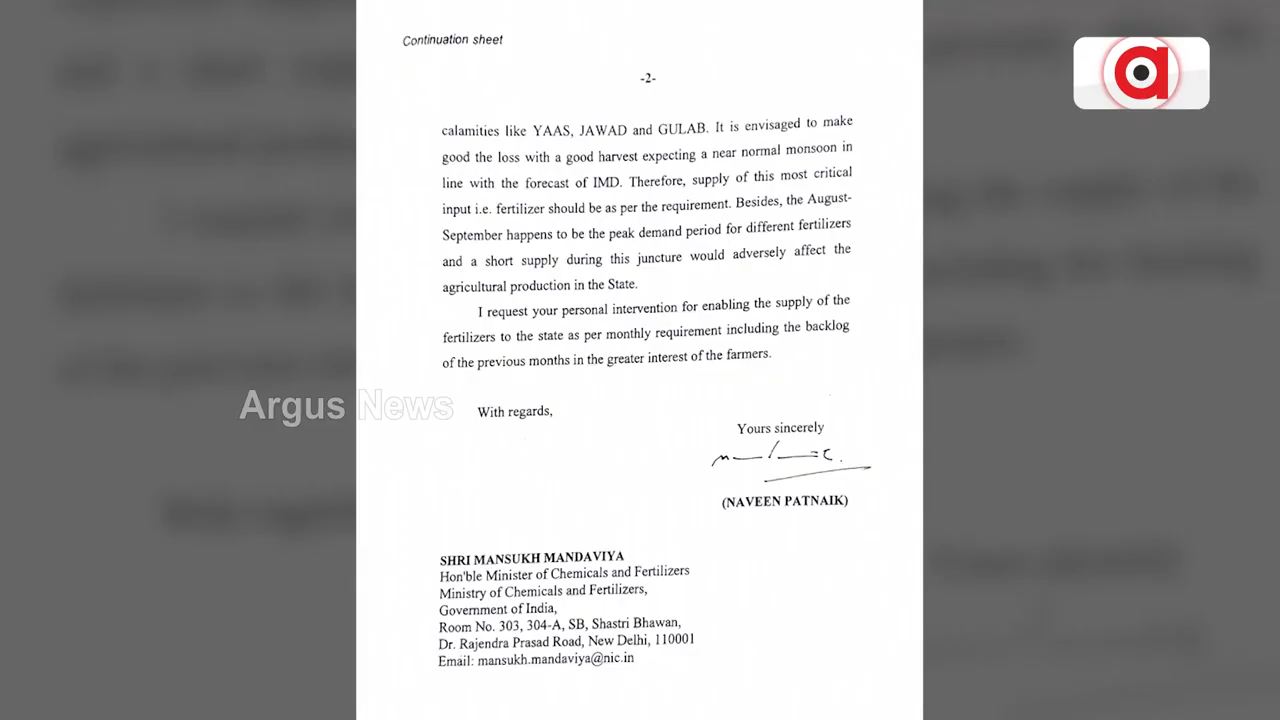 Continuation sheet
-2-
calamities like YAAS, JAWAD and GULAB. It is envisaged to make
good the loss with a good harvest expecting a near normal monsoon in
line with the forecast of IMD. Therefore, supply of this most critical
input i.e. fertilizer should be as per the requirement. Besides, the August-
September happens to be the peak demand period for different fertilizers
and a short supply during this juncture would adversely affect the
agricultural production in the State.
I request your personal intervention for enabling the supply of the
fertilizers to the state as per monthly requirement including the backlog
of the previous months in the greater interest of the farmers.
Argus News
With regards,
Yours sincerely
(NAVEEN PATNAIK)
SHRI MANSUKH MANDAVIYA
Hon'ble Minister of Chemicals and Fertilizers
Ministry of Chemicals and Fertilizers,
Government of India,
Room No. 303, 304-A, SB, Shastri Bhawan,
Dr. Rajendra Prasad Road, New Delhi, 110001
Email: mansukh.mandaviya@nic.in